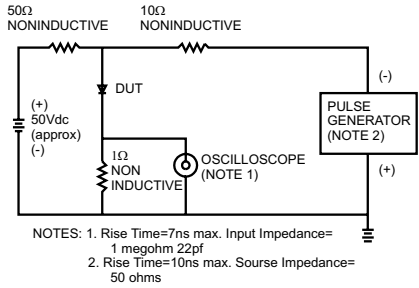 50Ω
NONINDUCTIVE
10Ω
NONINDUCTIVE
(+)
50Vdc
(approx)
(-)
DUT
1Ω
NON
INDUCTIVE
OSCILLOSCOPE
(NOTE 1)
(-)
PULSE
GENERATOR
(NOTE 2)
(+)
NOTES: 1. Rise Time=7ns max. Input Impedance=
1 megohm 22pf
2. Rise Time=10ns max. Sourse Impedance=
50 ohms